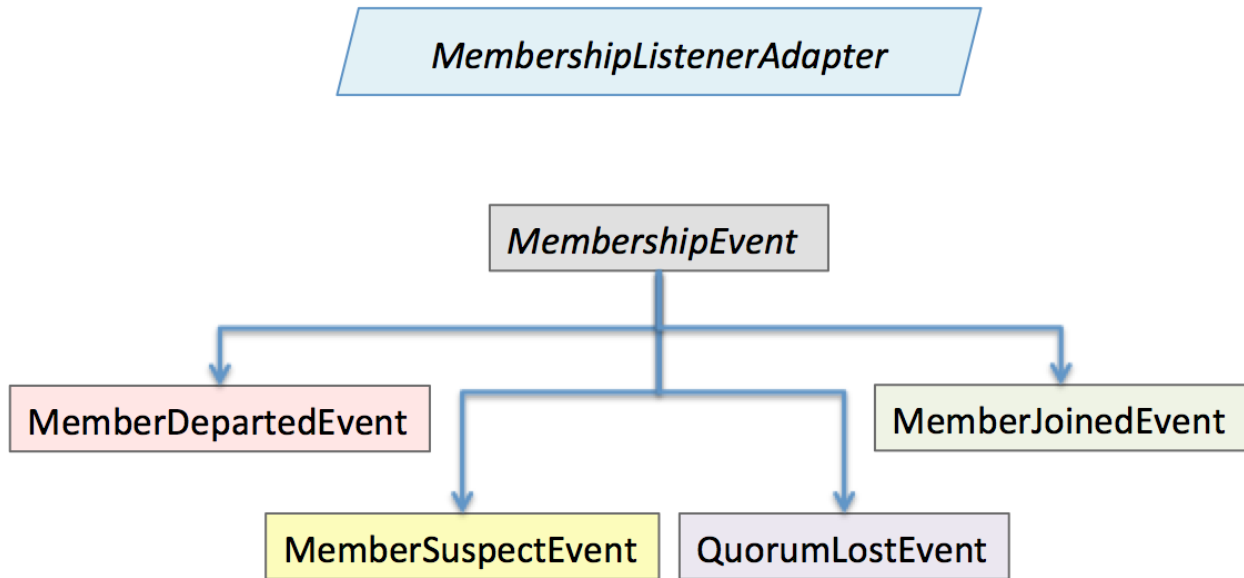 MembershipListenerAdapter
MembershipEvent
MemberDepartedEvent
MemberJoinedEvent
MemberSuspectEvent
QuorumLostEvent